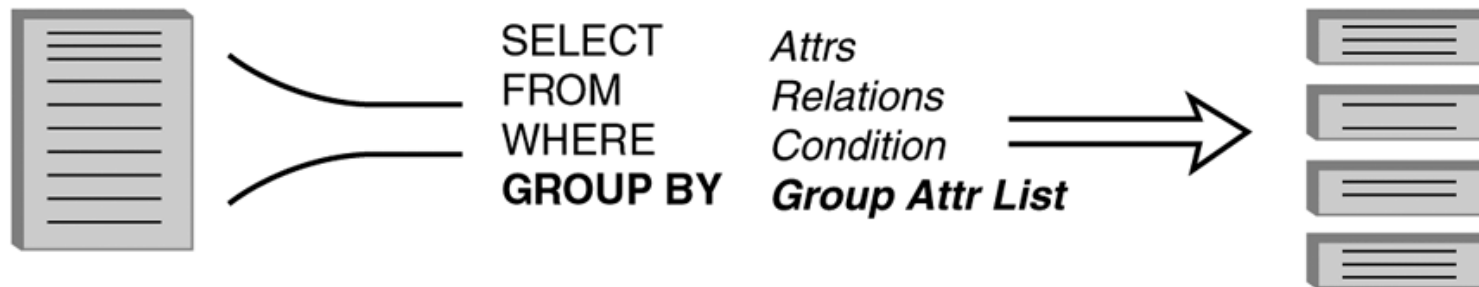 SELECT Attrs
FROM Relations
WHERE Condition
GROUP BY Group Attr List